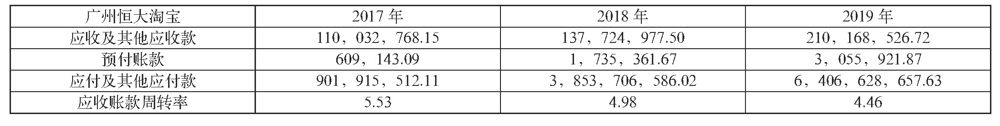 广州恒大淘宝 2017 年 2018 年 2019 年
应收及其他应收款 110，032，768.15 137，724，977.50 210，168，526.72
预付账款 609，143.09 1，735，361.67 3，055，921.87
应付及其他应付款 901，915，512.11 3，853，706，586.02 6，406，628，657.63
应收账款周转率 5.53 4.98 4.46